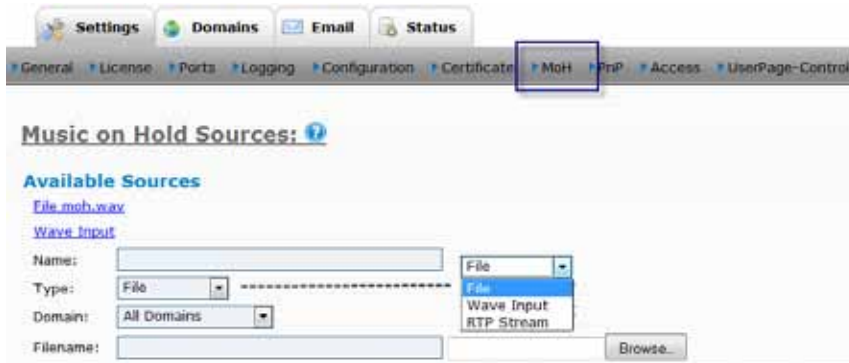 Settings Domains Email Status
General License Ports Logging Configuration Certificate MoH PnP Access UserPage-Control
Music on Hold Sources:
Available Sources
File moh.wav
Wave Input
Name:
File
Type: File
File
Wave Input
RTP Stream
Domain: All Domains
Filename: Browse...